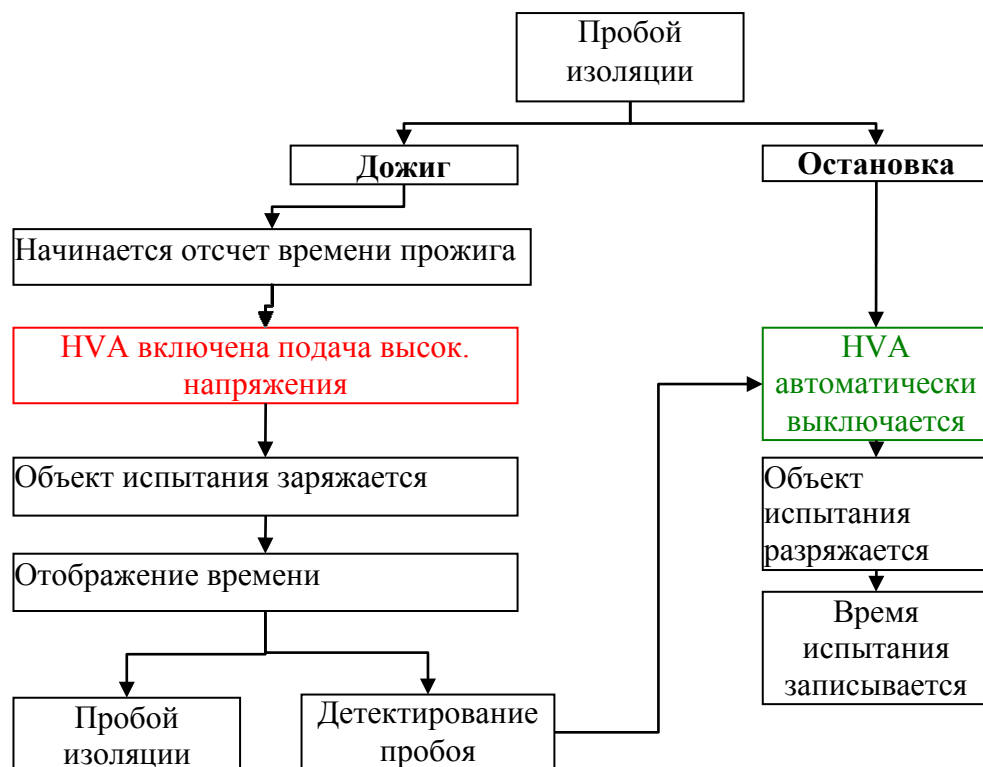 Пробой
изоляции
Дожиг
Остановка
Начинается отсчет времени прожига
HVA включена подача высок.
напряжения
HVA
автоматически
выключается
Объект испытания заряжается
Объект
испытания
разряжается
Отображение времени
Время
испытания
записывается
Пробой
изоляции
Детектирование
пробоя